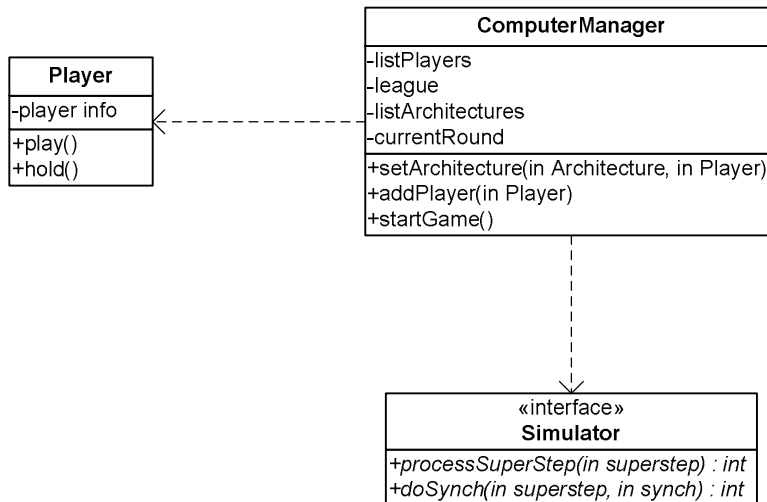 ComputerManager
-listPlayers
-league
-listArchitectures
-currentRound
+setArchitecture(in Architecture, in Player)
+addPlayer(in Player)
+startGame()
Player
-player info
+play()
+hold()
«interface»
Simulator
+processSuperStep(in superstep) : int
+doSynch(in superstep, in synch) : int